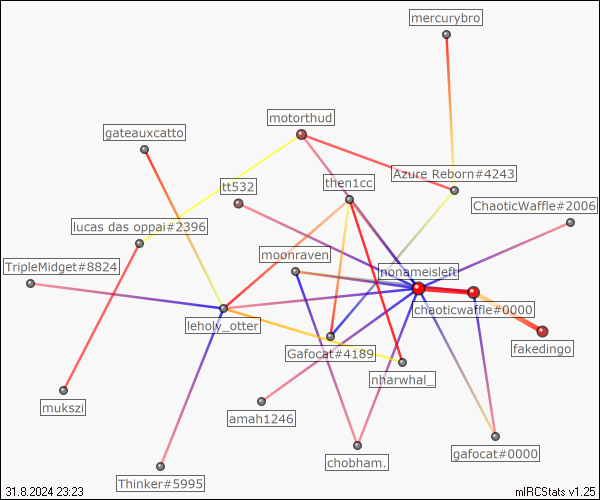 mercurybro
motorthud
gateauxcatto
Azure Reborn#4243
then1cc
tt532
ChaoticWaffle#2006
lucas das oppai#2396
moonraven
TripleMidget#8824
nonameisleft
chaoticwaffle#0000
leholy_otter
fakedingo
Gafocat#4189
nharwhal_
mukszi
amah1246
gafocat#0000
chobham.
Thinker#5995
31.8.2024 23:23
mIRCStats v1.25